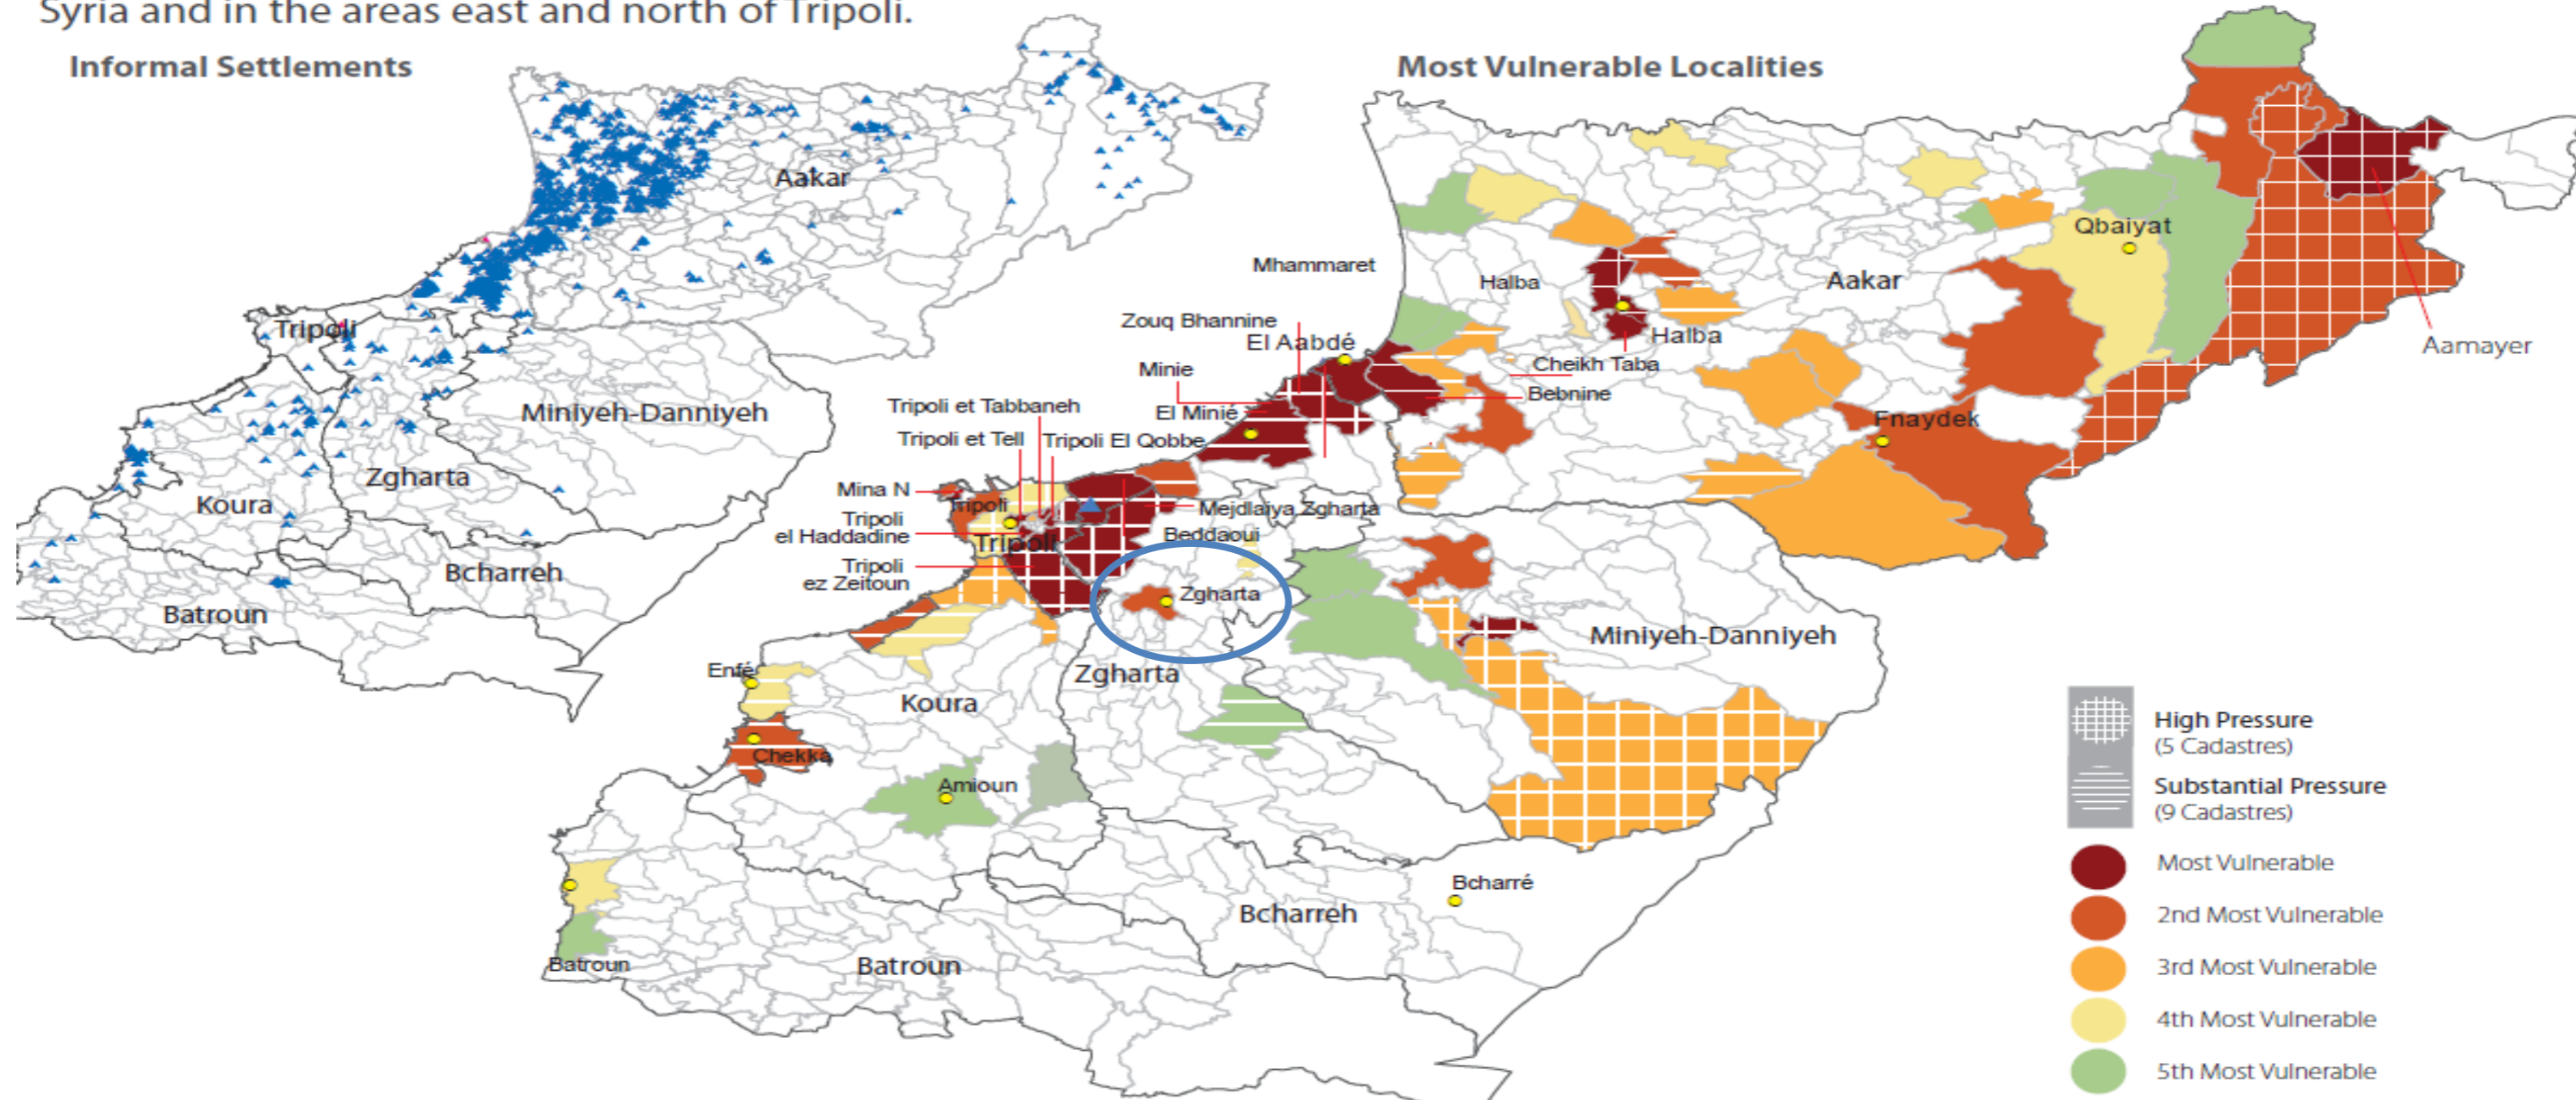 Syria and in the areas east and north of Tripoli.
Informal Settlements
Aakar
Tripoli
Miniyeh-Danniyeh
Zgharta
Koura
Bcharreh
Batroun
Most Vulnerable Localities
Qbaiyat
Mhammaret
Halba
Aakar
Zouq Bhannine
El Aabdé
Halba
Aamayer
Minie
Cheikh Taba
Bebnine
Tripoli et Tabbaneh
El Minié
Fnaydek
Tripoli et Tell
Tripoli El Qobbe
Mina N
Tripoli
Mejdlaiya Zgharta
Tripoli
el Haddadine
Beddaoui
Tripoli
Tripoli
ez Zeitoun
Zgharta
Miniyeh-Danniyeh
Enfé
Zgharta
Koura
Chekka
Amioun
Bcharré
Bcharreh
Batroun
Batroun
High Pressure
(5 Cadastres)
Substantial Pressure
(9 Cadastres)
Most Vulnerable
2nd Most Vulnerable
3rd Most Vulnerable
4th Most Vulnerable
5th Most Vulnerable